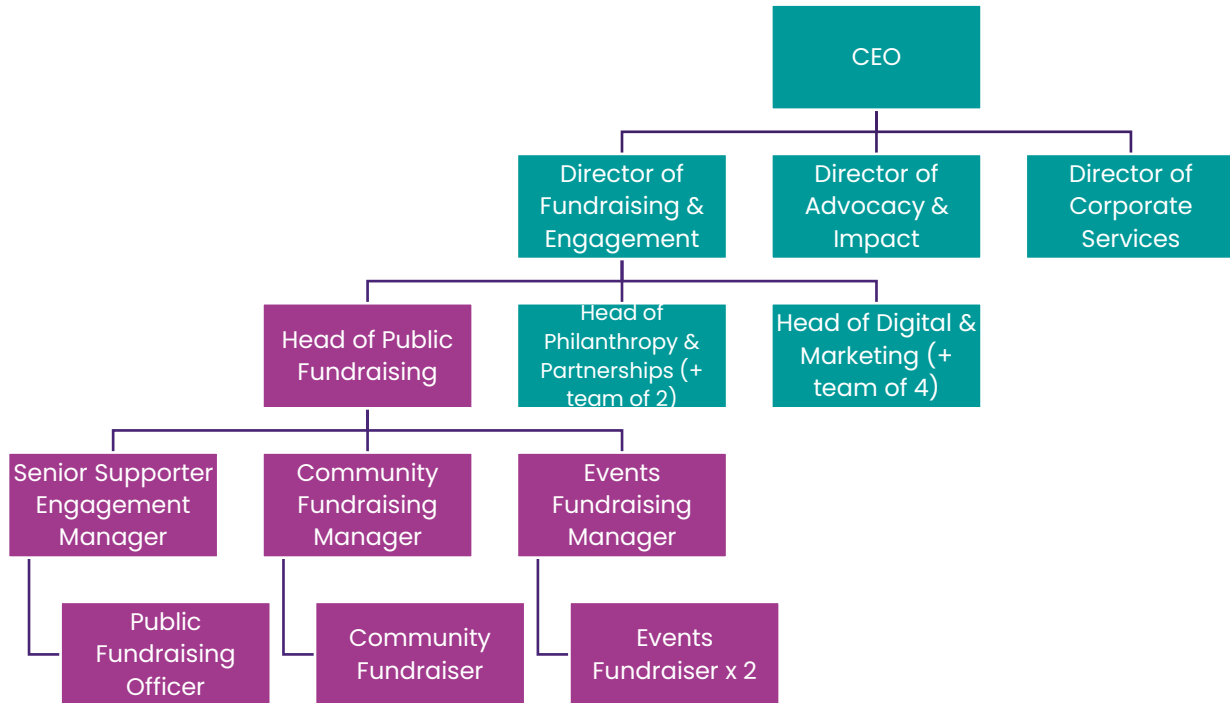 CEO
Director of
Fundraising &
Engagement
Director of
Advocacy &
Impact
Director of
Corporate
Services
Head of Public
Fundraising
Head of
Philanthropy &
Partnerships (+
team of 2)
Head of Digital &
Marketing (+
team of 4)
Senior Supporter
Engagement
Manager
Community
Fundraising
Manager
Events
Fundraising
Manager
Public
Fundraising
Officer
Community
Fundraiser
Events
Fundraiser x 2